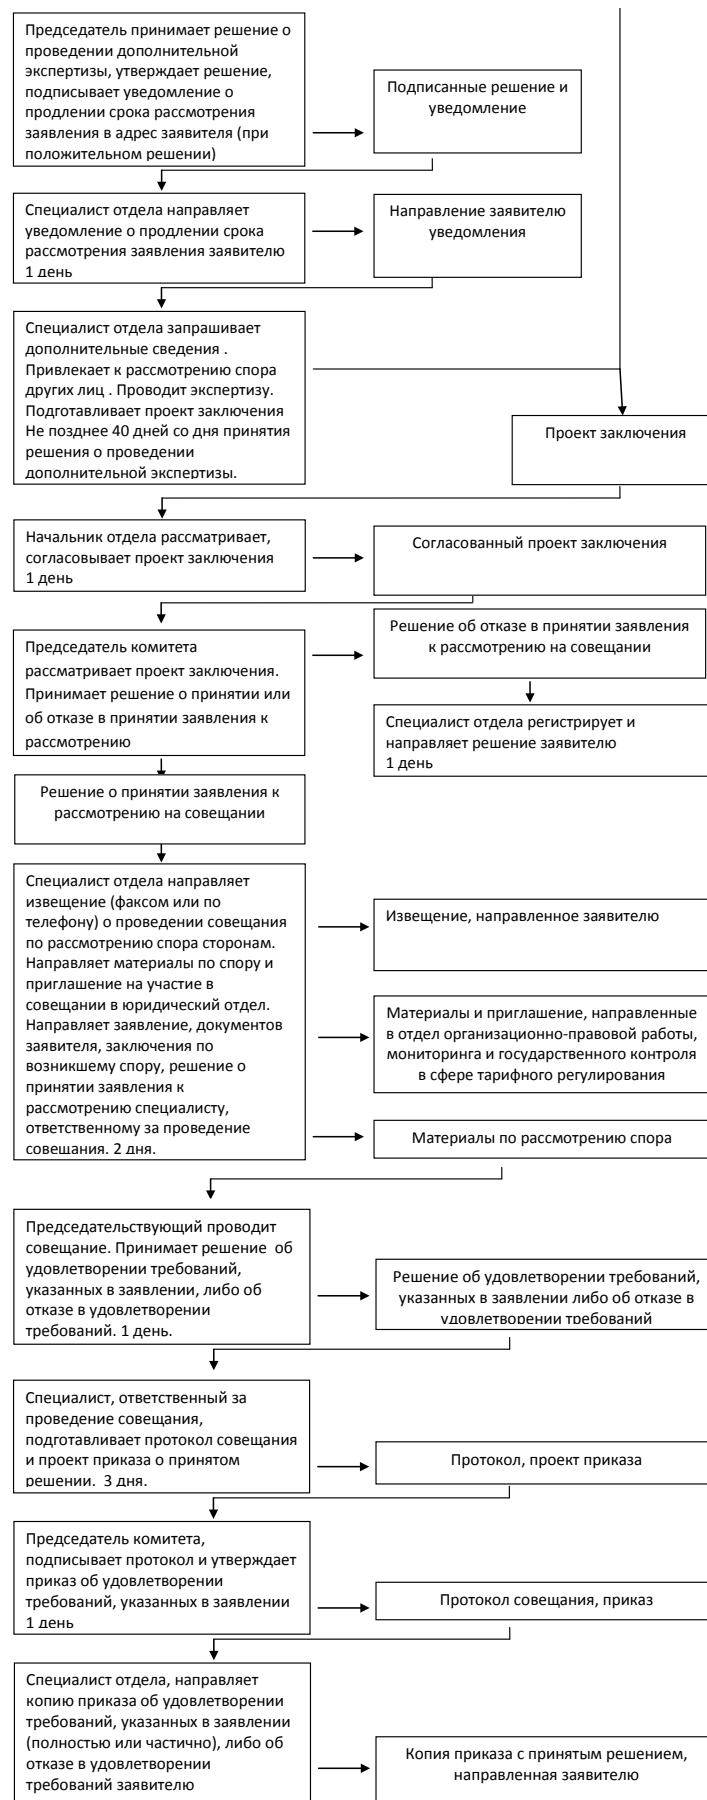 Председатель принимает решение о
проведении дополнительной
экспертизы, утверждает решение,
подписывает уведомление о
продлении срока рассмотрения
заявления в адрес заявителя (при
положительном решении)
Подписанные решение и
уведомление
Специалист отдела направляет
уведомление о продлении срока
рассмотрения заявления заявителю
1 день
Направление заявителю
уведомления
Специалист отдела запрашивает
дополнительные сведения .
Привлекает к рассмотрению спора
других лиц . Проводит экспертизу.
Подготавливает проект заключения
Не позднее 40 дней со дня принятия
решения о проведении
дополнительной экспертизы.
Проект заключения
Начальник отдела рассматривает,
согласовывает проект заключения
1 день
Согласованный проект заключения
Председатель комитета
рассматривает проект заключения.
Принимает решение о принятии или
об отказе в принятии заявления к
рассмотрению
Решение об отказе в принятии заявления
к рассмотрению на совещании
Специалист отдела регистрирует и
направляет решение заявителю
1 день
Решение о принятии заявления к
рассмотрению на совещании
Специалист отдела направляет
извещение (факсом или по
телефону) о проведении совещания
по рассмотрению спора сторонам.
Направляет материалы по спору и
приглашение на участие в
совещании в юридический отдел.
Направляет заявление, документов
заявителя, заключения по
возникшему спору, решение о
принятии заявления к
рассмотрению специалисту,
ответственному за проведение
совещания. 2 дня.
Извещение, направленное заявителю
Материалы и приглашение, направленные
в отдел организационно-правовой работы,
мониторинга и государственного контроля
в сфере тарифного регулирования
Материалы по рассмотрению спора
Председательствующий проводит
совещание. Принимает решение об
удовлетворении требований,
указанных в заявлении, либо об
отказе в удовлетворении
требований. 1 день.
Решение об удовлетворении требований,
указанных в заявлении либо об отказе в
удовлетворении требований
Специалист, ответственный за
проведение совещания,
подготавливает протокол совещания
и проект приказа о принятом
решении. 3 дня.
Протокол, проект приказа
Председатель комитета,
подписывает протокол и утверждает
приказ об удовлетворении
требований, указанных в заявлении
1 день
Протокол совещания, приказ
Специалист отдела, направляет
копию приказа об удовлетворении
требований, указанных в заявлении
(полностью или частично), либо об
отказе в удовлетворении
требований заявителю
Копия приказа с принятым решением,
направленная заявителю